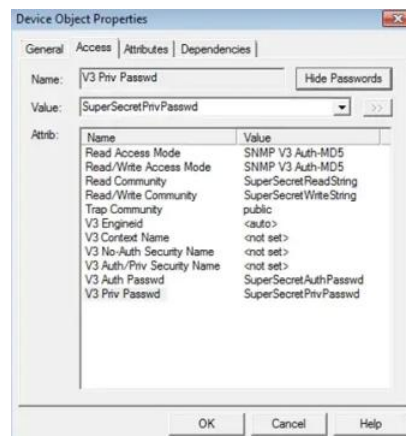 Device Object Properties
General Access Attributes Dependencies
Name: V3 Priv Passwd Hide Passwords
Value: SuperSecretPrivPasswd >>
Attrib: Name Value
Read Access Mode SNMP V3 Auth-MD5
Read/Write Access Mode SNMP V3 Auth-MD5
Read Community SuperSecretReadString
Read/Write Community SuperSecretWriteString
Trap Community public
V3 Engineid <auto>
V3 Context Name <not set>
V3 No-Auth Security Name <not set>
V3 Auth/Priv Security Name <not set>
V3 Auth Passwd SuperSecretAuthPasswd
V3 Priv Passwd SuperSecretPrivPasswd
OK Cancel Help